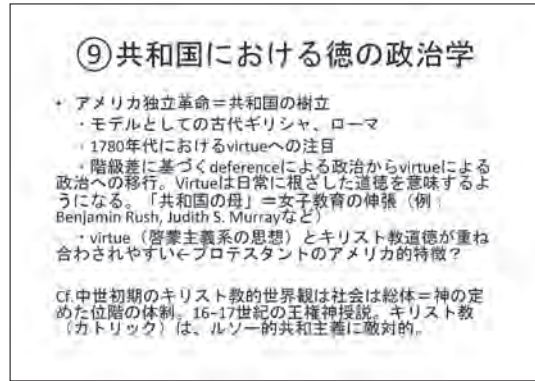 ⑨共和国における徳の政治学
• アメリカ独立革命＝共和国の樹立
・モデルとしての古代ギリシャ、ローマ
・1780年代におけるvirtueへの注目
・階級差に基づくdeferenceによる政治からvirtueによる
政治への移行。Virtueは日常に根ざした道徳を意味するよ
うになる。「共和国の母」＝女子教育の伸張（例：
Benjamin Rush, Judith S. Murrayなど）
・virtue（啓蒙主義系の思想）とキリスト教道徳が重ね
合わされやすい←プロテスタントのアメリカ的特徴？
Cf.中世初期のキリスト教的世界観は社会は総体＝神の定
めた位階の体制。16–17世紀の王権神授説。キリスト教
（カトリック）は、ルソー的共和主義に敵対的。